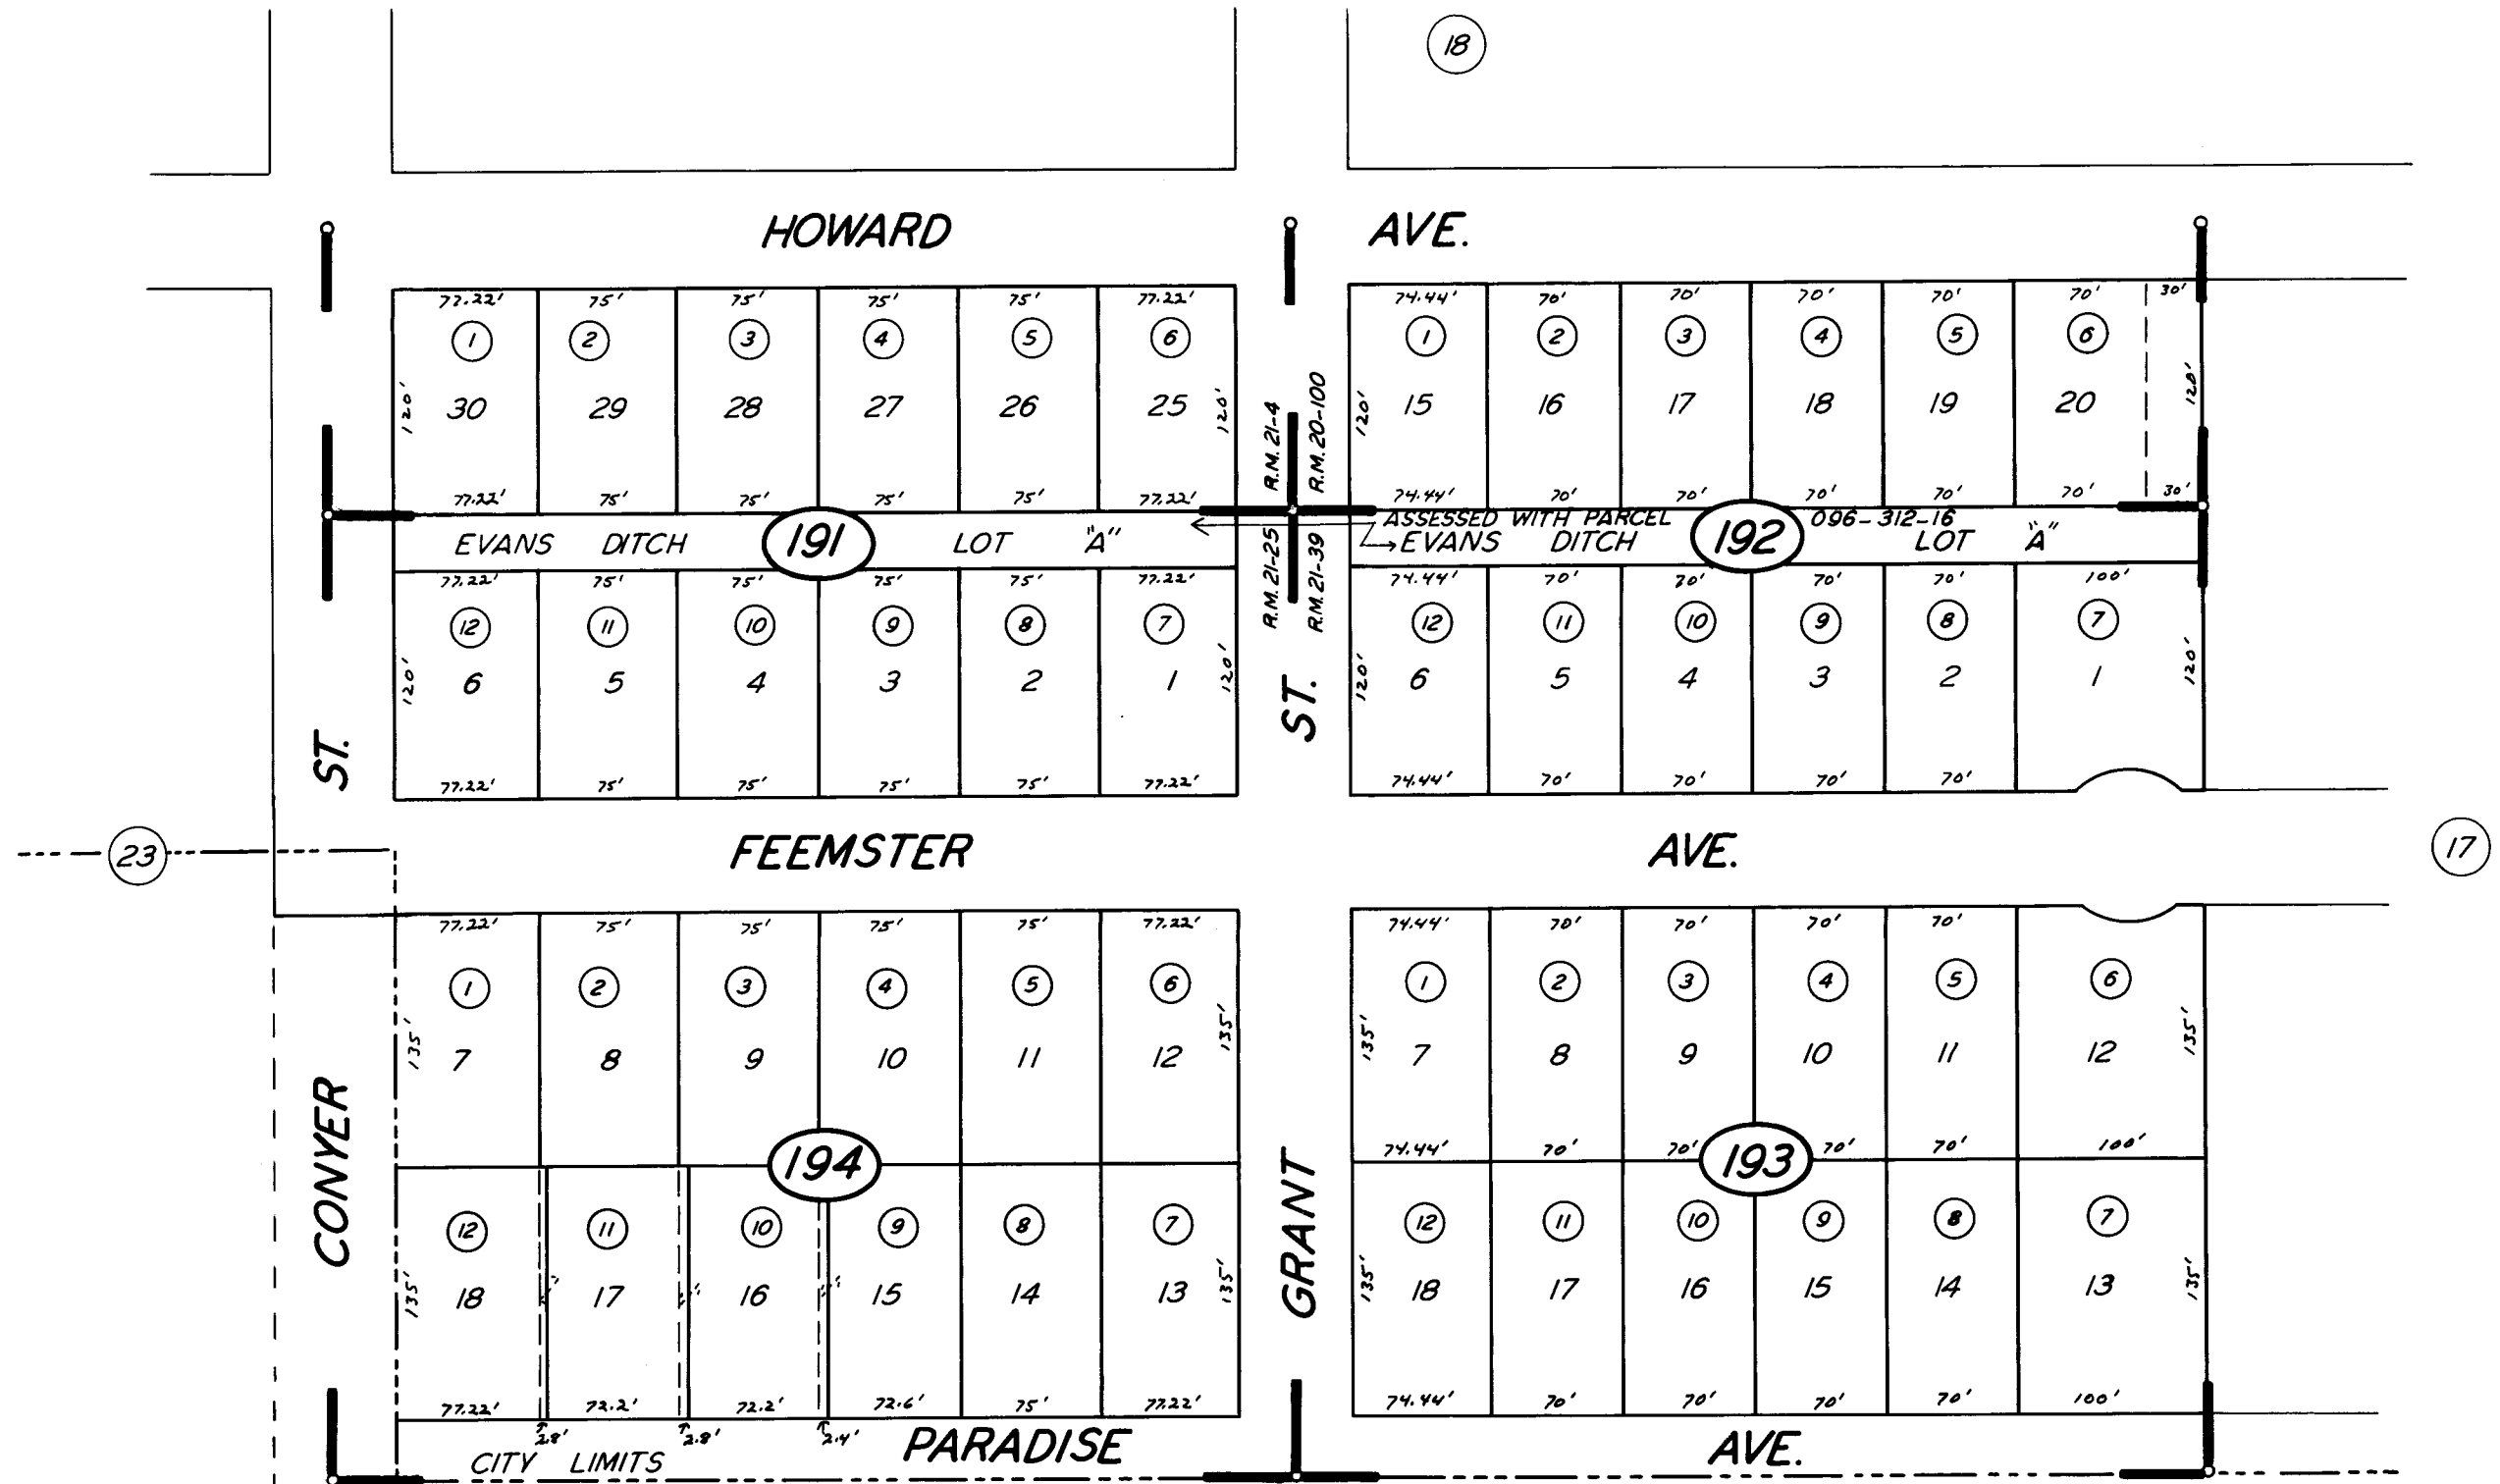 18
HOWARD AVE.
77.22' 75' 75' 75' 75' 77.22' 74.44' 70' 70' 70' 70' 70' 30'
1 2 3 4 5 6 1 2 3 4 5 6
120' 30 29 28 27 26 25 120' R.M. 21-4 R.M. 20-100 120' 15 16 17 18 19 20 120'
77.22' 75' 75' 75' 75' 77.22' 74.44' 70' 70' 70' 70' 70' 30'
ASSESSED WITH PARCEL 096-312-16
EVANS DITCH 191 LOT "A" EVANS DITCH 192 LOT "A"
R.M. 21-25 R.M. 21-39
77.22' 75' 75' 75' 75' 77.22' 74.44' 70' 70' 70' 70' 100'
12 11 10 9 8 7 12 11 10 9 8 7
120' 6 5 4 3 2 1 120' 120' 6 5 4 3 2 1 120'
77.22' 75' 75' 75' 75' 77.22' 74.44' 70' 70' 70' 70'
23 FEEMSTER AVE. 17
77.22' 75' 75' 75' 75' 77.22' 74.44' 70' 70' 70' 70'
1 2 3 4 5 6 1 2 3 4 5 6
135' 7 8 9 10 11 12 135' 135' 7 8 9 10 11 12 135'
74.44' 70' 70' 70' 70' 100'
194 193
12 11 10 9 8 7 12 11 10 9 8 7
135' 18 17 16 15 14 13 135' 135' 18 17 16 15 14 13 135'
77.22' 72.2' 72.2' 72.6' 75' 77.22' 74.44' 70' 70' 70' 70' 100'
2.8' 2.8' 2.4'
CONYER ST.
GRANT ST.
CITY LIMITS
PARADISE AVE.